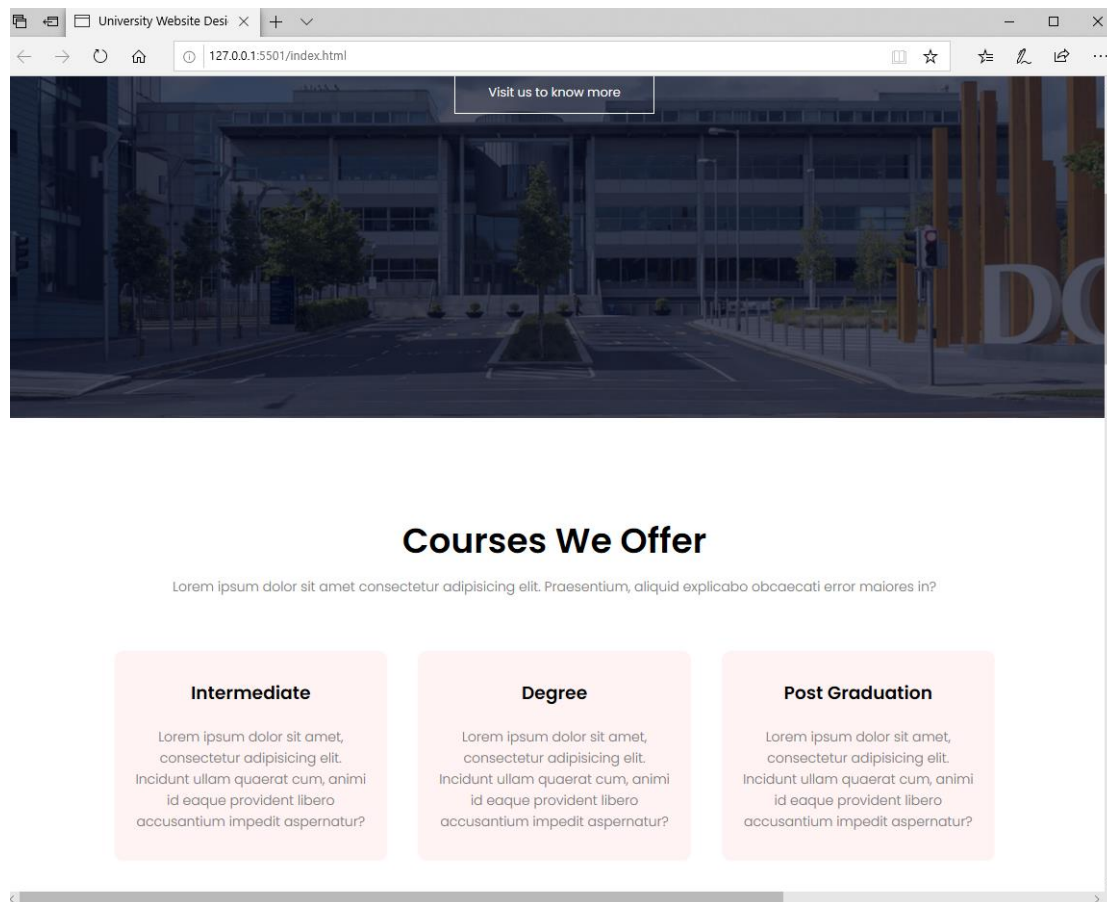 University Website Desi
127.0.0.1:5501/index.html
Visit us to know more
DC
Courses We Offer
Lorem ipsum dolor sit amet consectetur adipisicing elit. Praesentium, aliquid explicabo obcaecati error maiores in?
Intermediate
Lorem ipsum dolor sit amet,
consectetur adipisicing elit.
Incidunt ullam quaerat cum, animi
id eaque provident libero
accusantium impedit aspernatur?
Degree
Lorem ipsum dolor sit amet,
consectetur adipisicing elit.
Incidunt ullam quaerat cum, animi
id eaque provident libero
accusantium impedit aspernatur?
Post Graduation
Lorem ipsum dolor sit amet,
consectetur adipisicing elit.
Incidunt ullam quaerat cum, animi
id eaque provident libero
accusantium impedit aspernatur?